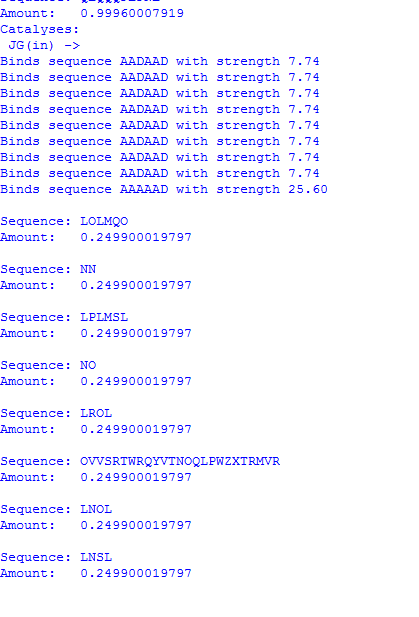 Amount:   0.99960007919
Catalyses:
 JG(in) ->
Binds sequence AADAAD with strength 7.74
Binds sequence AADAAD with strength 7.74
Binds sequence AADAAD with strength 7.74
Binds sequence AADAAD with strength 7.74
Binds sequence AADAAD with strength 7.74
Binds sequence AADAAD with strength 7.74
Binds sequence AADAAD with strength 7.74
Binds sequence AADAAD with strength 7.74
Binds sequence AAAAAD with strength 25.60
Sequence: LOLMQO
Amount:   0.249900019797
Sequence: NN
Amount:   0.249900019797
Sequence: LPLMSL
Amount:   0.249900019797
Sequence: NO
Amount:   0.249900019797
Sequence: LROL
Amount:   0.249900019797
Sequence: OVVSRTWRQYVTNOQLPWZXTRMVR
Amount:   0.249900019797
Sequence: LNOL
Amount:   0.249900019797
Sequence: LNSL
Amount:   0.249900019797